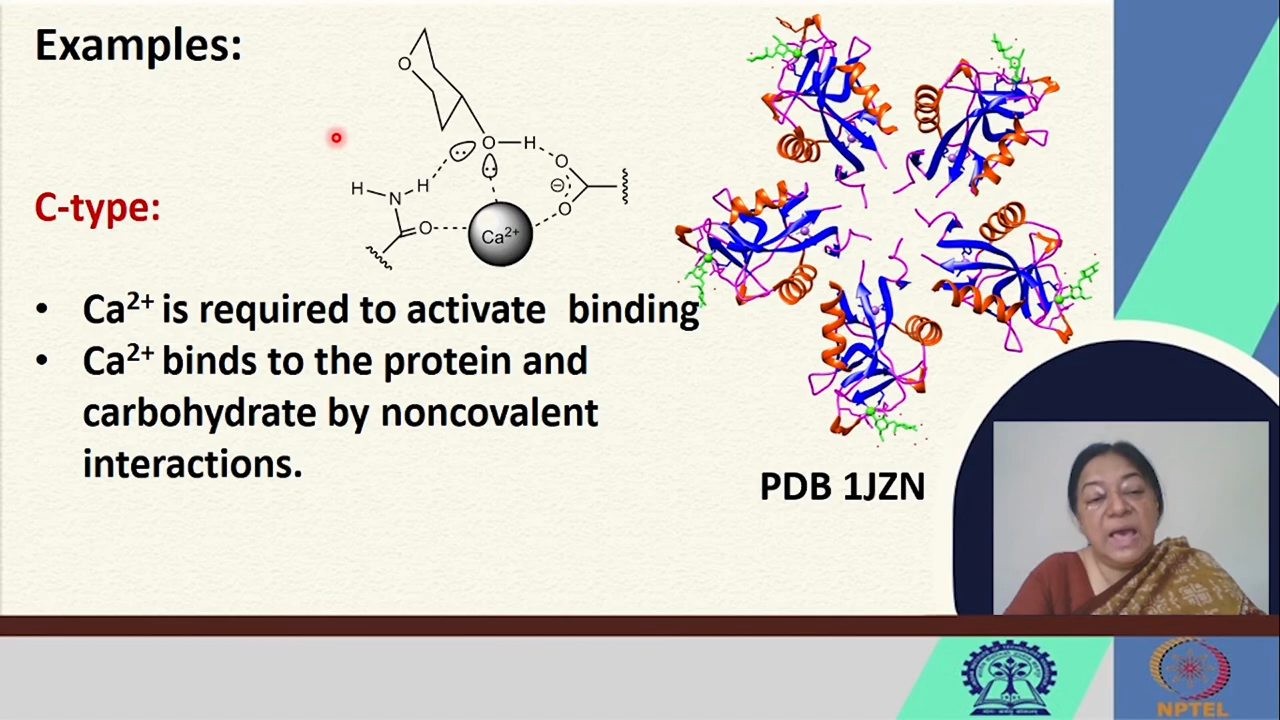 Examples:
O
O
H
O
H
H
N
O
⊖
O
Ca²⁺
C-type:
• Ca²⁺ is required to activate binding
• Ca²⁺ binds to the protein and
carbohydrate by noncovalent
interactions.
PDB 1JZN
NPTEL